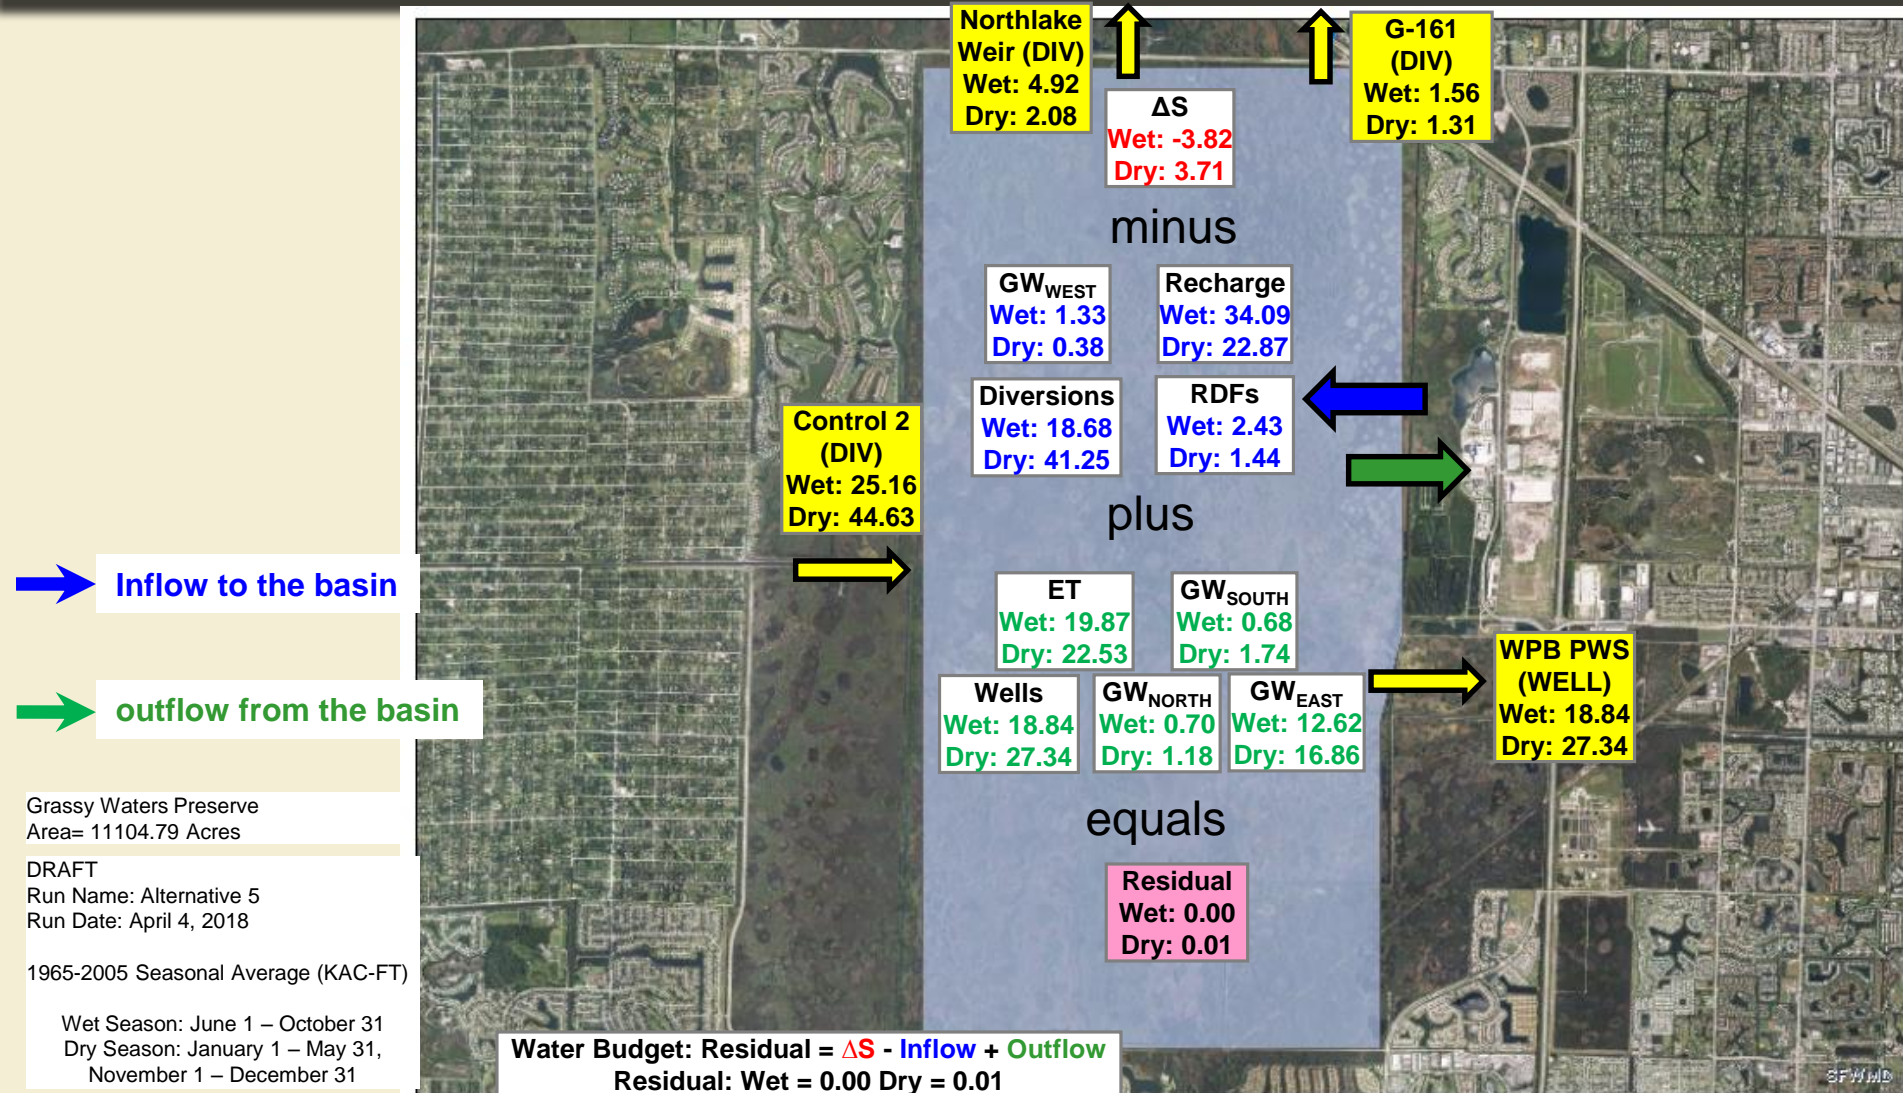 Northlake
Weir (DIV)
Wet: 4.92
Dry: 2.08
G-161
(DIV)
Wet: 1.56
Dry: 1.31
ΔS
Wet: -3.82
Dry: 3.71
minus
GWWEST
Wet: 1.33
Dry: 0.38
Recharge
Wet: 34.09
Dry: 22.87
Diversions
Wet: 18.68
Dry: 41.25
RDFs
Wet: 2.43
Dry: 1.44
Control 2
(DIV)
Wet: 25.16
Dry: 44.63
plus
ET
Wet: 19.87
Dry: 22.53
GWSOUTH
Wet: 0.68
Dry: 1.74
Wells
Wet: 18.84
Dry: 27.34
GWNORTH
Wet: 0.70
Dry: 1.18
GWEAST
Wet: 12.62
Dry: 16.86
WPB PWS
(WELL)
Wet: 18.84
Dry: 27.34
equals
Residual
Wet: 0.00
Dry: 0.01
Inflow to the basin
outflow from the basin
Grassy Waters Preserve
Area= 11104.79 Acres
DRAFT
Run Name: Alternative 5
Run Date: April 4, 2018
1965-2005 Seasonal Average (KAC-FT)
Wet Season: June 1 – October 31
Dry Season: January 1 – May 31,
November 1 – December 31
Water Budget: Residual = ΔS - Inflow + Outflow
Residual: Wet = 0.00 Dry = 0.01
SFWMD